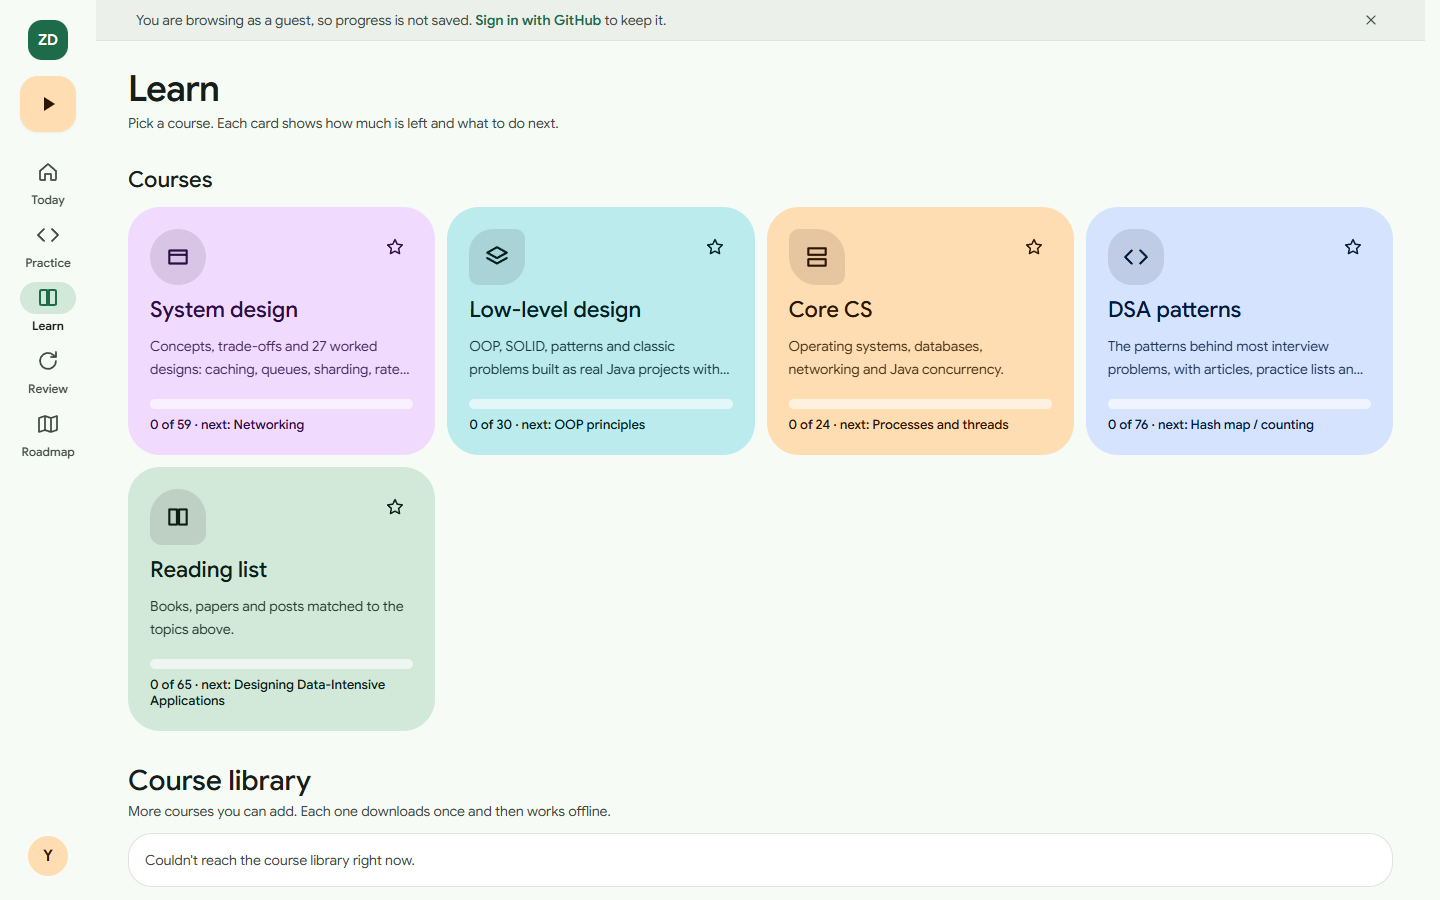 You are browsing as a guest, so progress is not saved. Sign in with GitHub to keep it.
ZD
Today
Practice
Learn
Review
Roadmap
Y
Learn
Pick a course. Each card shows how much is left and what to do next.
Courses
System design
Concepts, trade-offs and 27 worked
designs: caching, queues, sharding, rate...
0 of 59 · next: Networking
Low-level design
OOP, SOLID, patterns and classic
problems built as real Java projects with...
0 of 30 · next: OOP principles
Core CS
Operating systems, databases,
networking and Java concurrency.
0 of 24 · next: Processes and threads
DSA patterns
The patterns behind most interview
problems, with articles, practice lists an...
0 of 76 · next: Hash map / counting
Reading list
Books, papers and posts matched to the
topics above.
0 of 65 · next: Designing Data-Intensive
Applications
Course library
More courses you can add. Each one downloads once and then works offline.
Couldn't reach the course library right now.